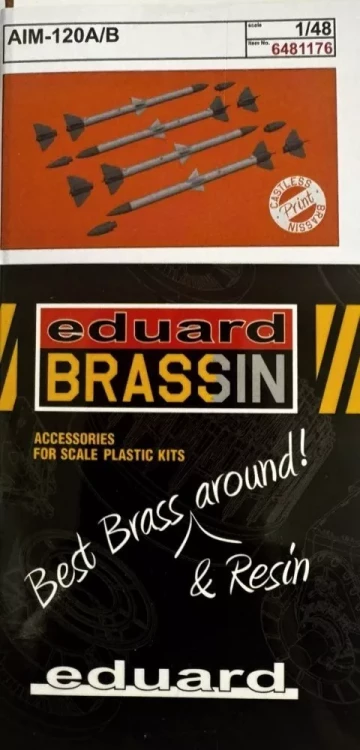 AIM-120A/B
scale 1/48
Item No. 6481176
CASTLESS
Print
BRASSIN
eduard
BRASSIN
ACCESSORIES
FOR SCALE PLASTIC KITS
Best Brass around!
& Resin
eduard